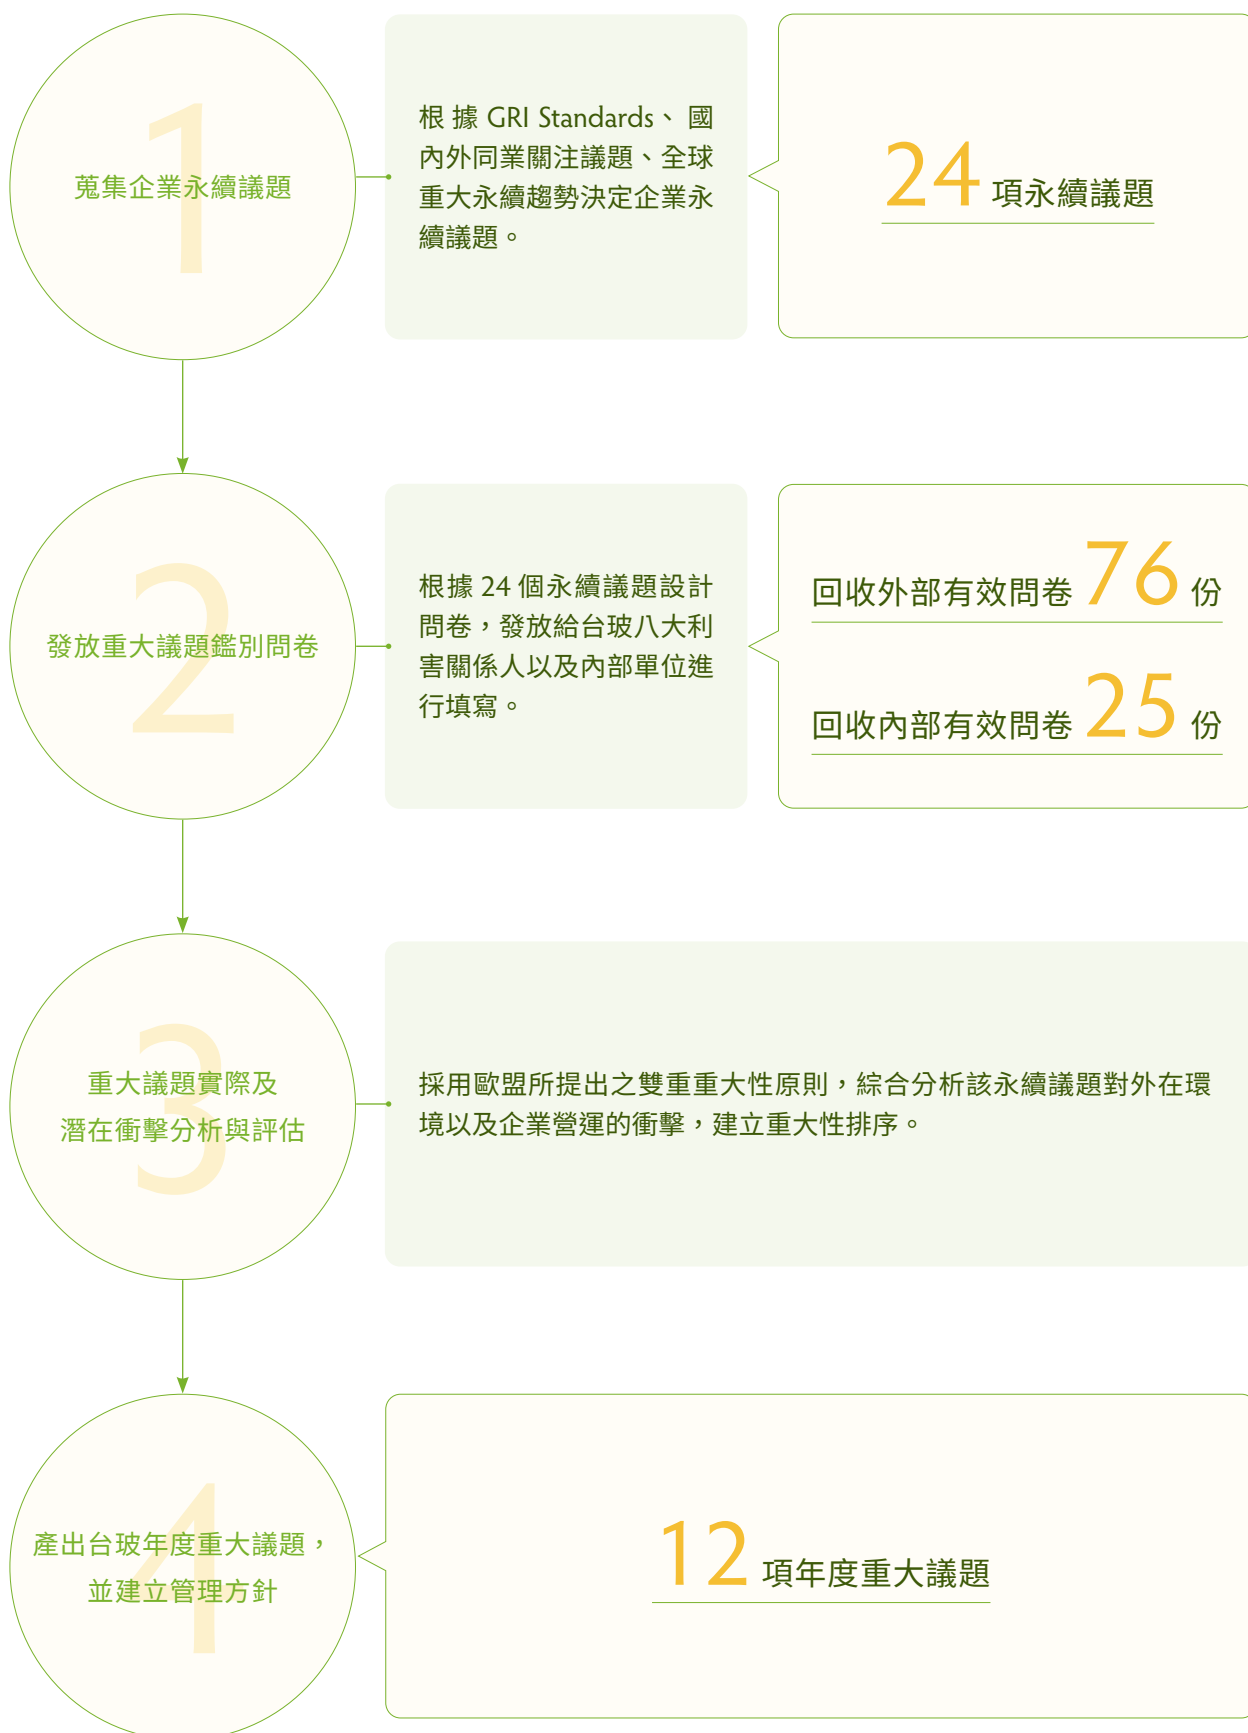 1
蒐集企業永續議題
根據 GRI Standards、國
內外同業關注議題、全球
重大永續趨勢決定企業永
續議題。
24 項永續議題
2
發放重大議題鑑別問卷
根據 24 個永續議題設計
問卷，發放給台玻八大利
害關係人以及內部單位進
行填寫。
回收外部有效問卷 76 份
回收內部有效問卷 25 份
3
重大議題實際及
潛在衝擊分析與評估
採用歐盟所提出之雙重重大性原則，綜合分析該永續議題對外在環
境以及企業營運的衝擊，建立重大性排序。
4
產出台玻年度重大議題，
並建立管理方針
12 項年度重大議題